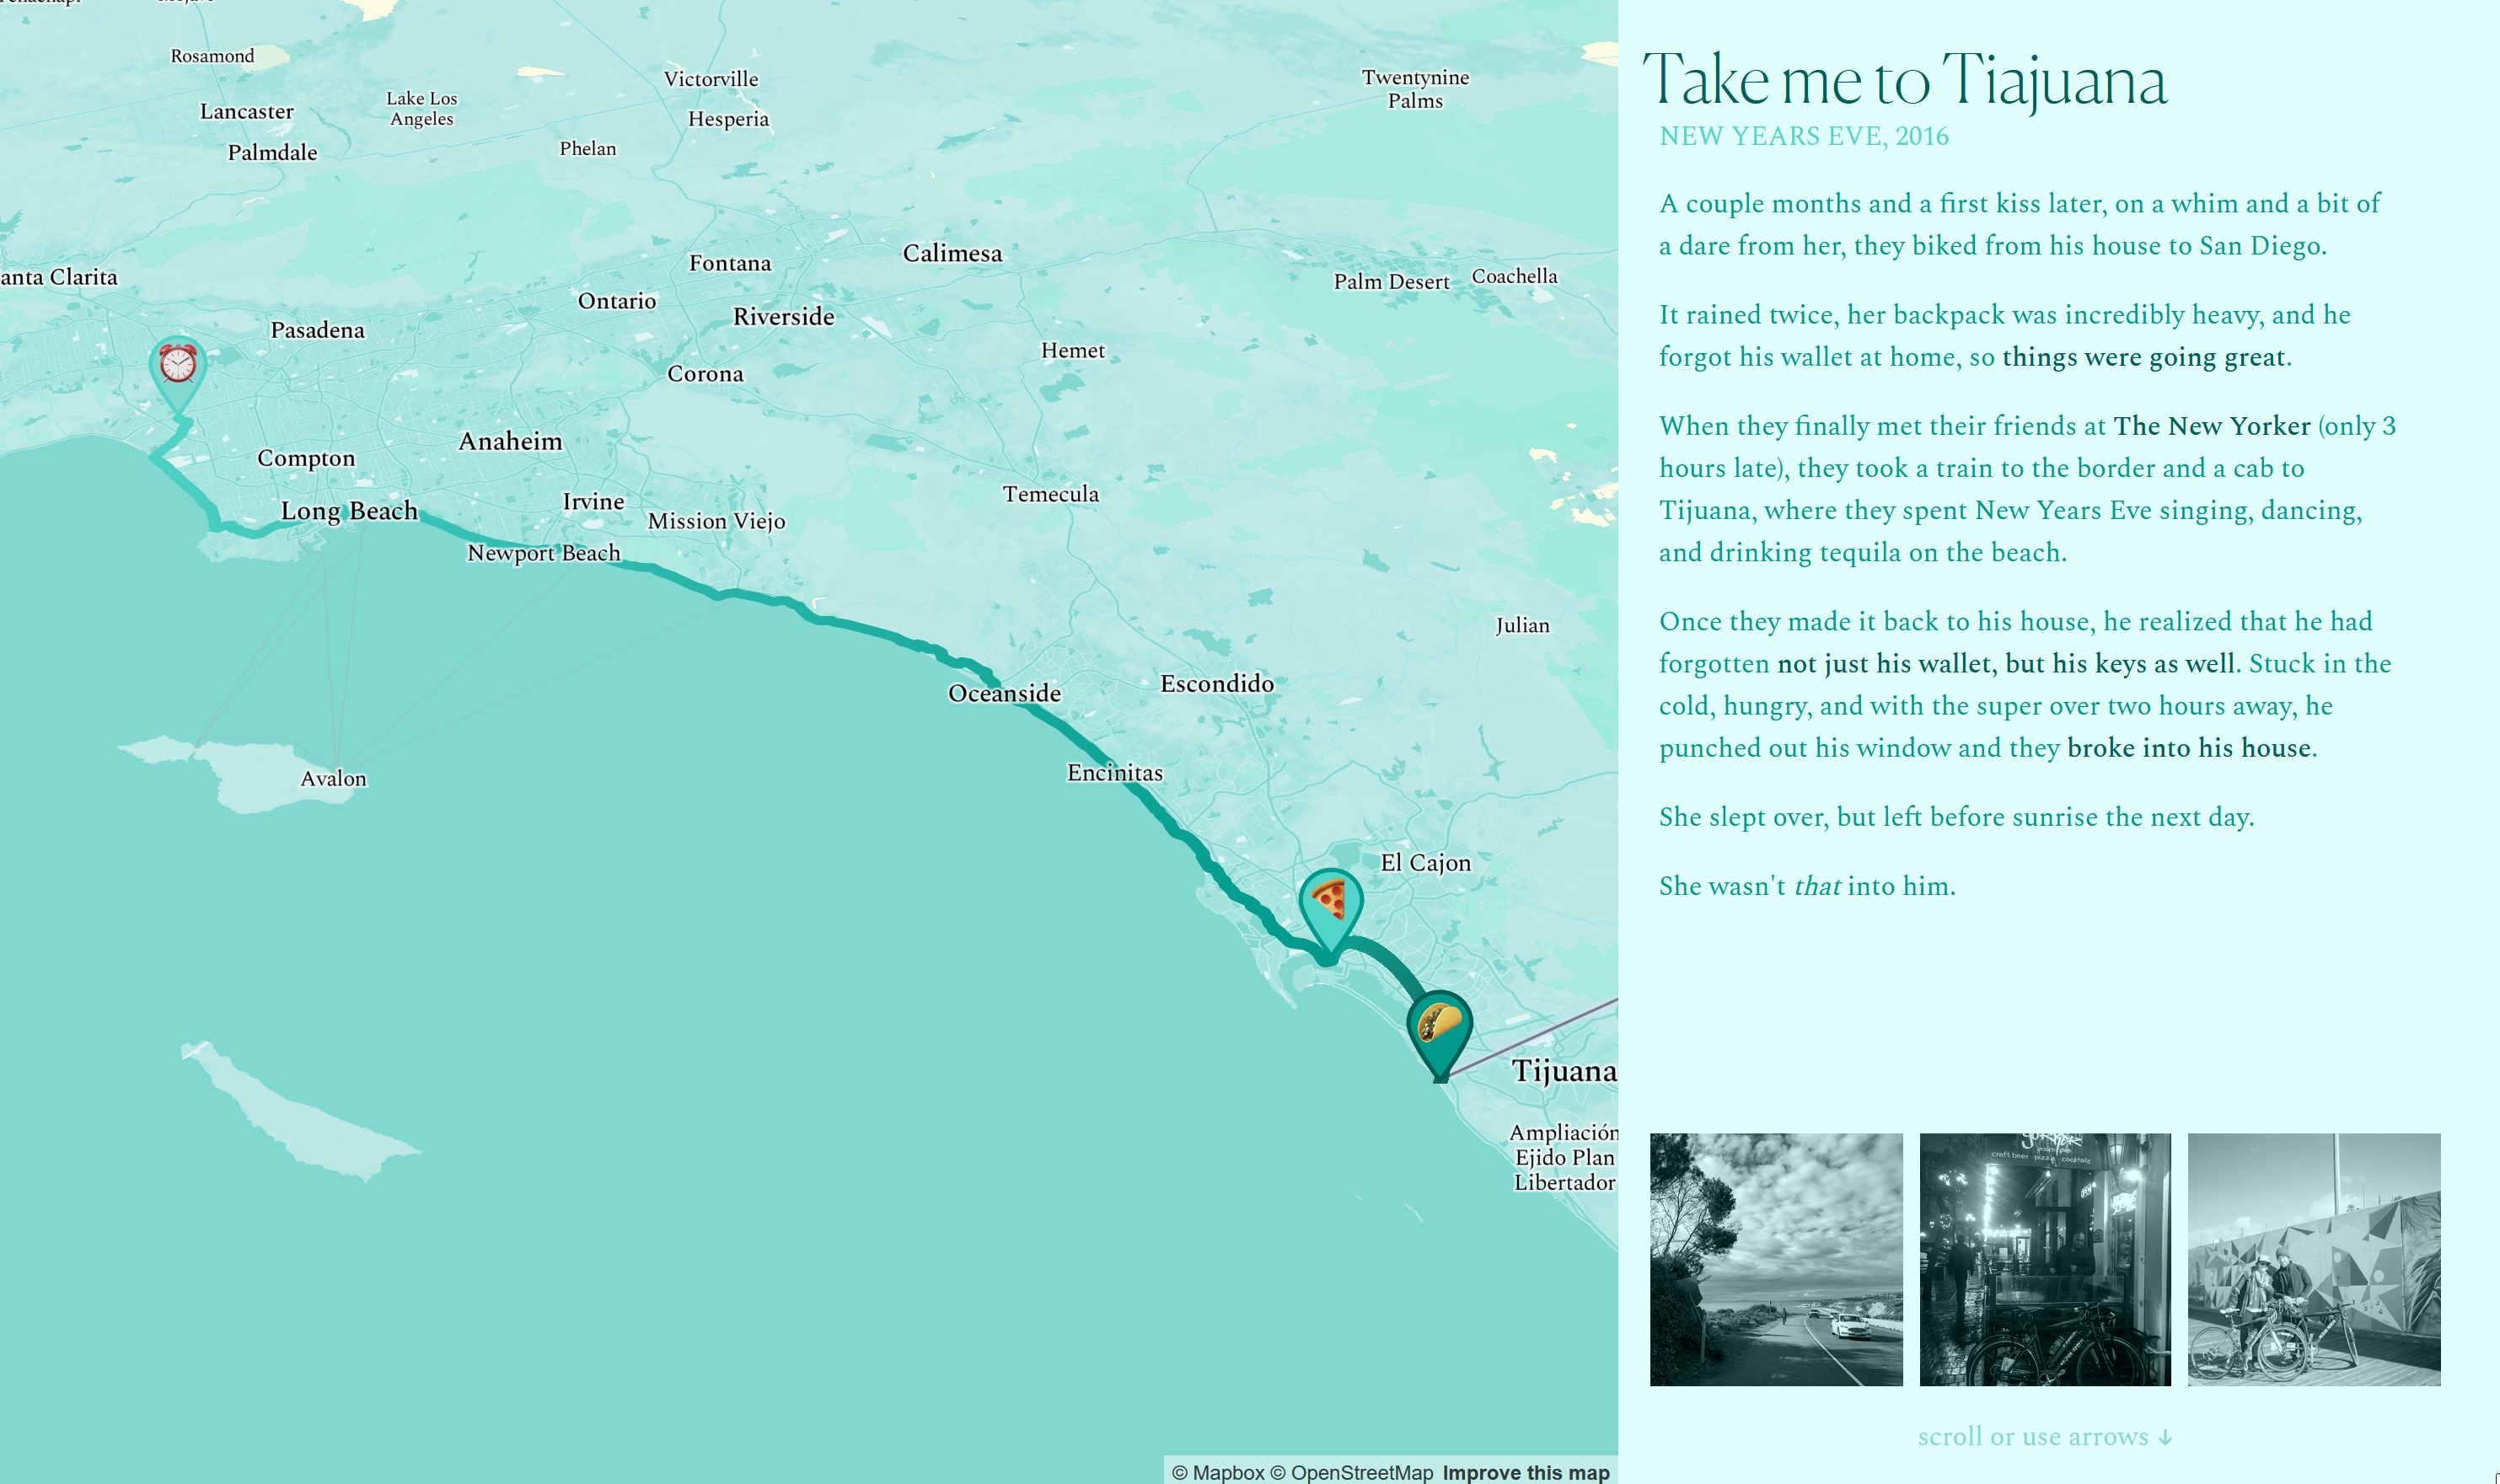 Rosamond
Victorville
Twentynine
Palms
Lake Los
Angeles
Lancaster
Hesperia
Palmdale
Phelan
Calimesa
Fontana
anta Clarita
Palm Desert
Coachella
Ontario
Riverside
Pasadena
Hemet
Corona
Anaheim
Compton
Temecula
Irvine
Long Beach
Mission Viejo
Newport Beach
Julian
Escondido
Oceanside
Encinitas
Avalon
El Cajon
Tijuana
Ampliación
Ejido Plan
Libertador
© Mapbox © OpenStreetMap Improve this map
Take me to Tiajuana
NEW YEARS EVE, 2016
A couple months and a first kiss later, on a whim and a bit of
a dare from her, they biked from his house to San Diego.
It rained twice, her backpack was incredibly heavy, and he
forgot his wallet at home, so things were going great.
When they finally met their friends at The New Yorker (only 3
hours late), they took a train to the border and a cab to
Tijuana, where they spent New Years Eve singing, dancing,
and drinking tequila on the beach.
Once they made it back to his house, he realized that he had
forgotten not just his wallet, but his keys as well. Stuck in the
cold, hungry, and with the super over two hours away, he
punched out his window and they broke into his house.
She slept over, but left before sunrise the next day.
She wasn't that into him.
craft beer pizza cocktails
scroll or use arrows ↓